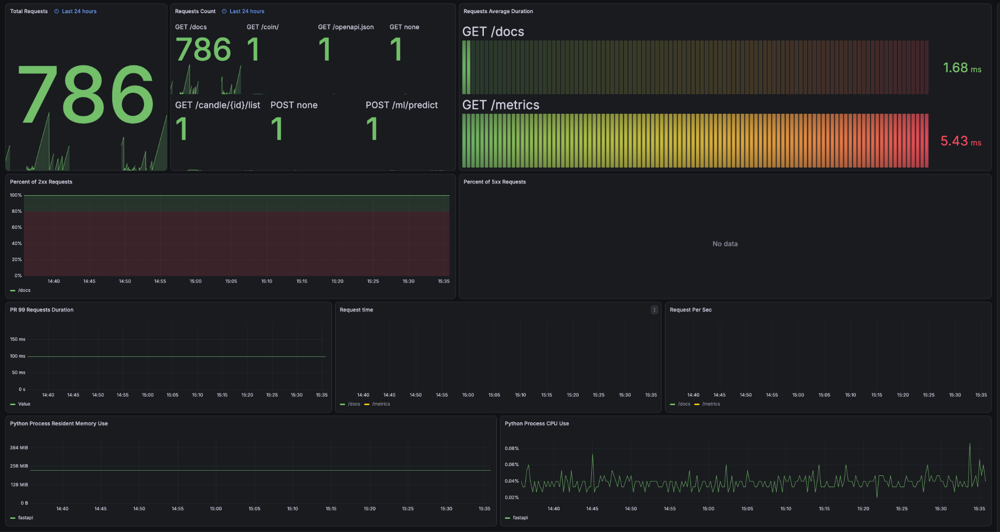 Total Requests Last 24 hours
786
Requests Count Last 24 hours
GET /docs
786
GET /coin/
1
GET /openapi.json
1
GET none
1
GET /candle/{id}/list
1
POST none
1
POST /ml/predict
1
Requests Average Duration
GET /docs
1.68 ms
GET /metrics
5.43 ms
Percent of 2xx Requests
100%
80%
60%
40%
20%
0%
14:40 14:45 14:50 14:55 15:00 15:05 15:10 15:15 15:20 15:25 15:30 15:35
/docs
Percent of 5xx Requests
No data
PR 99 Requests Duration
150 ms
100 ms
50 ms
0 s
14:40 14:45 14:50 14:55 15:00 15:05 15:10 15:15 15:20 15:25 15:30 15:35
Value
Request time
14:40 14:45 14:50 14:55 15:00 15:05 15:10 15:15 15:20 15:25 15:30 15:35
/docs /metrics
Request Per Sec
14:40 14:45 14:50 14:55 15:00 15:05 15:10 15:15 15:20 15:25 15:30 15:35
/docs /metrics
Python Process Resident Memory Use
384 MiB
256 MiB
128 MiB
0 B
14:40 14:45 14:50 14:55 15:00 15:05 15:10 15:15 15:20 15:25 15:30 15:35
fastapi
Python Process CPU Use
0.08%
0.06%
0.04%
0.02%
14:40 14:45 14:50 14:55 15:00 15:05 15:10 15:15 15:20 15:25 15:30 15:35
fastapi